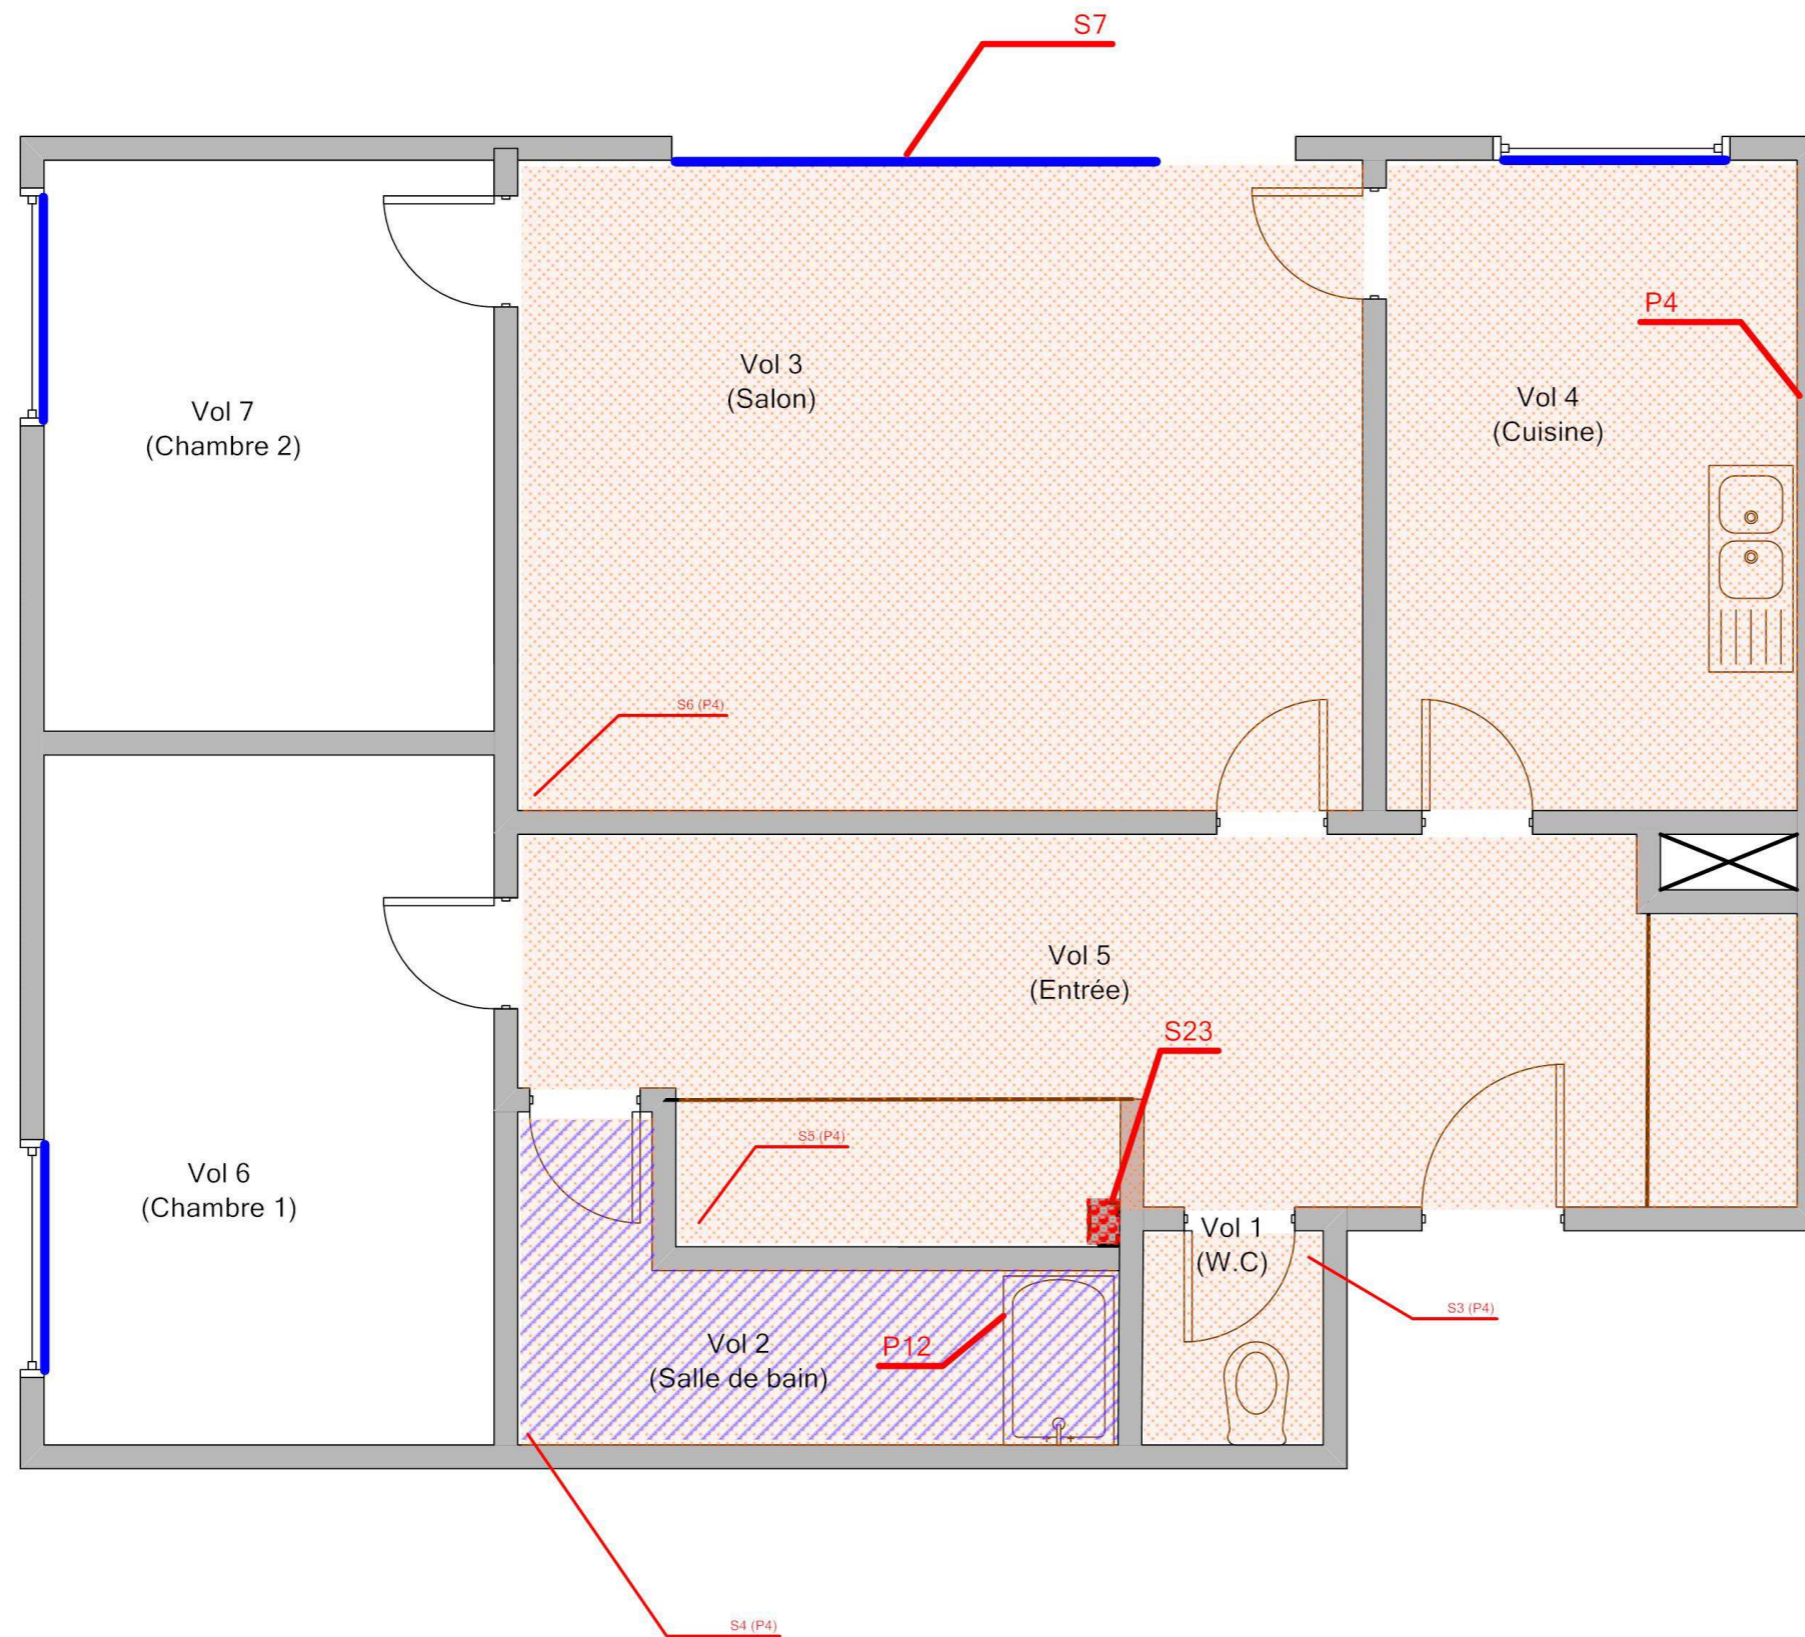 S7
P4
Vol 3
(Salon)
Vol 4
(Cuisine)
Vol 7
(Chambre 2)
S6 (P4)
Vol 5
(Entrée)
S23
S5 (P4)
Vol 6
(Chambre 1)
Vol 1
(W.C)
S3 (P4)
Vol 2
(Salle de bain)
P12
S4 (P4)